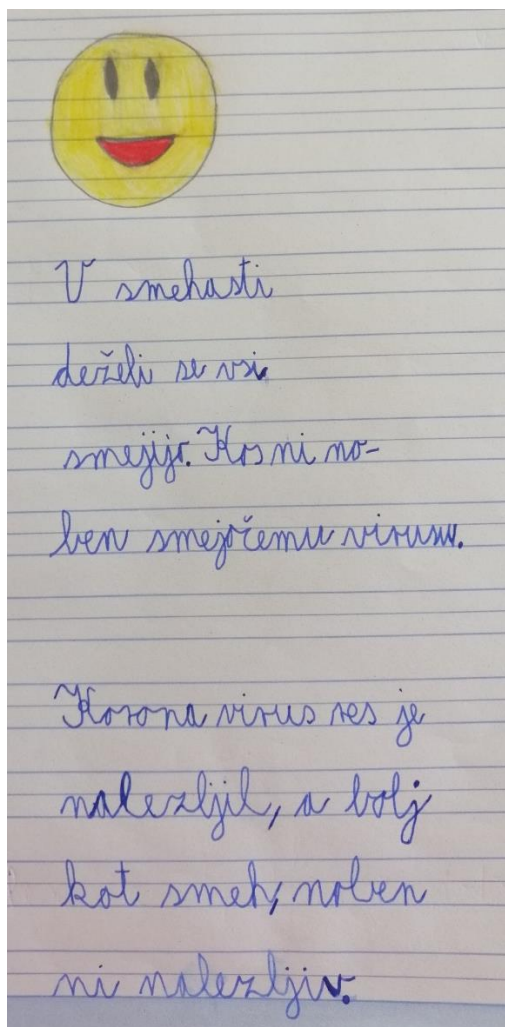 V smehasti
deželi se vsi
smejijo. Kos ni no-
ben smejočemu virusu.
Korona virus res je
nalezljil, a bolj
kot smeh, noben
ni nalezljiv.